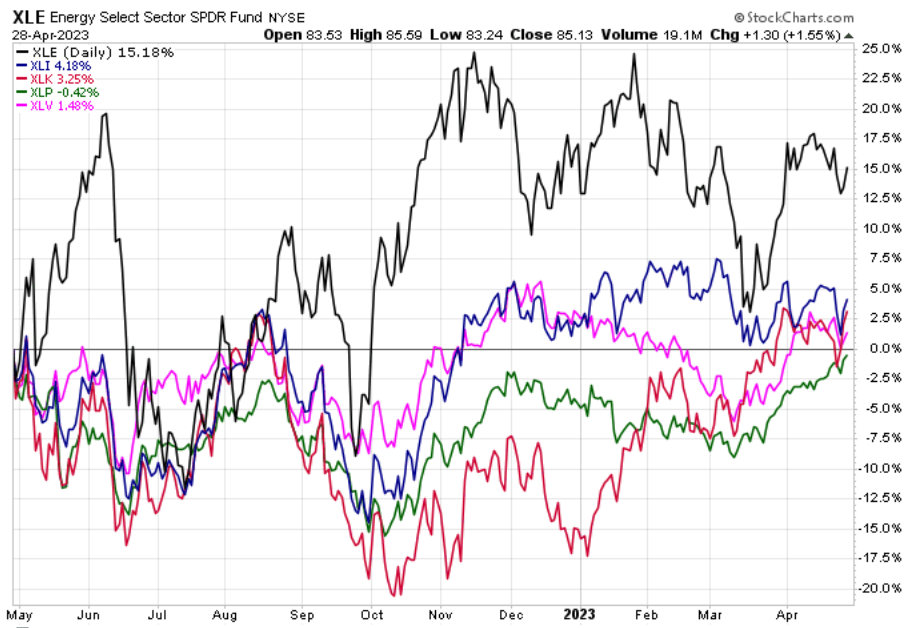 XLE Energy Select Sector SPDR Fund NYSE © StockCharts.com
28-Apr-2023 Open 83.53 High 85.59 Low 83.24 Close 85.13 Volume 19.1M Chg +1.30 (+1.55%)
XLE (Daily) 15.18%
XLI 4.18%
XLK 3.25%
XLP -0.42%
XLV 1.48%
25.0%
22.5%
20.0%
17.5%
15.0%
12.5%
10.0%
7.5%
5.0%
2.5%
0.0%
-2.5%
-5.0%
-7.5%
-10.0%
-12.5%
-15.0%
-17.5%
-20.0%
May Jun Jul Aug Sep Oct Nov Dec 2023 Feb Mar Apr